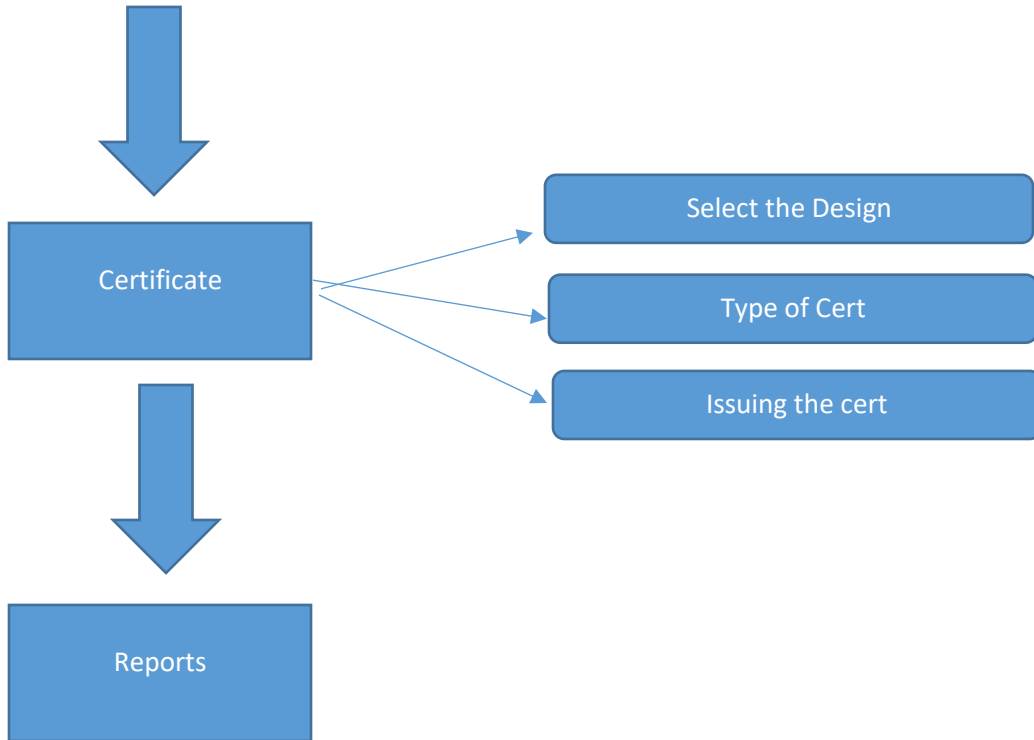 Select the Design
Certificate
Type of Cert
Issuing the cert
Reports